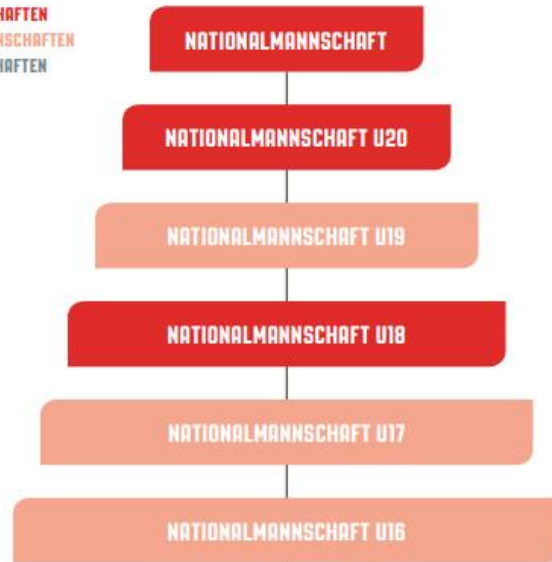 HAFTEN
NSCHAFTEN
HAFTEN
NATIONALMANNSCHAFT
NATIONALMANNSCHAFT U20
NATIONALMANNSCHAFT U19
NATIONALMANNSCHAFT U18
NATIONALMANNSCHAFT U17
NATIONALMANNSCHAFT U16